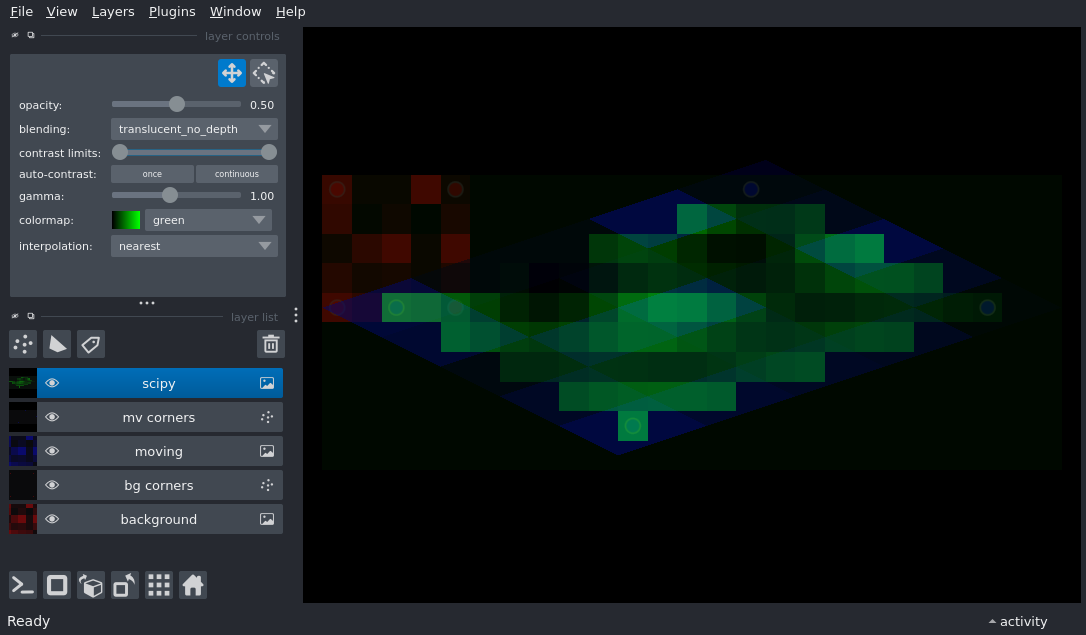 File View Layers Plugins Window Help
layer controls
opacity: 0.50
blending: translucent_no_depth
contrast limits:
auto-contrast: once continuous
gamma: 1.00
colormap: green
interpolation: nearest
layer list
scipy
mv corners
moving
bg corners
background
Ready
activity